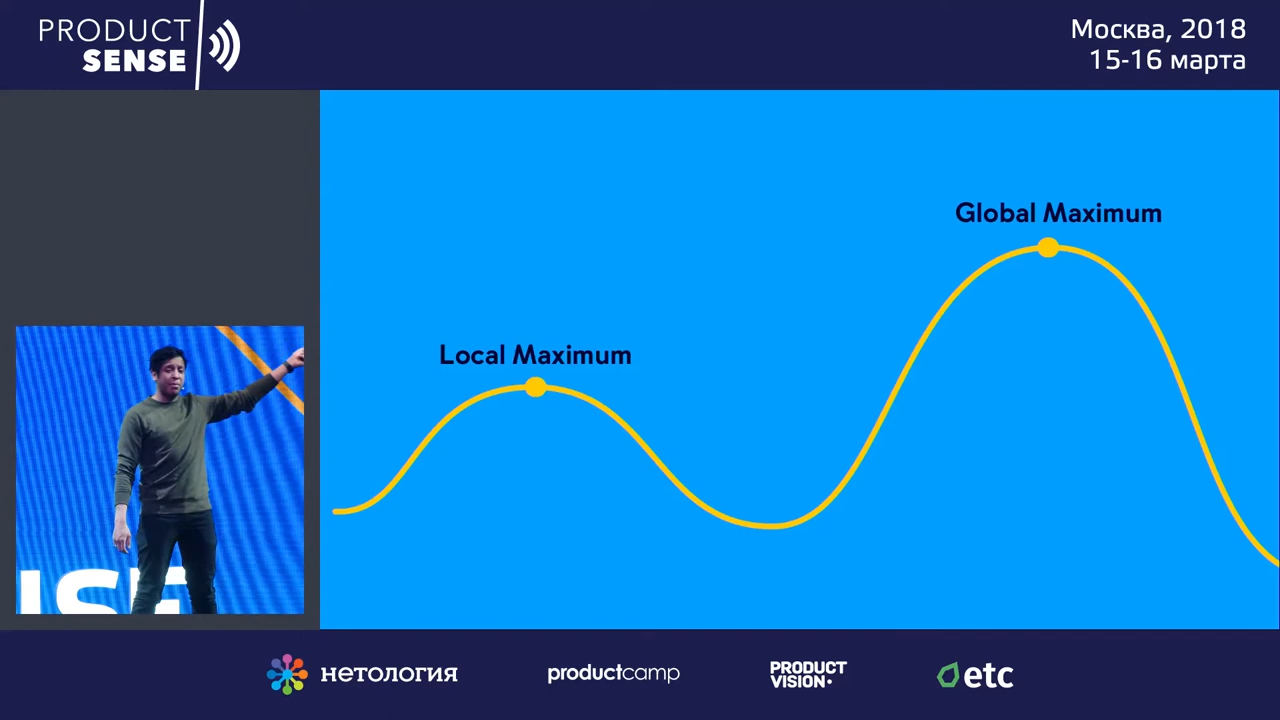 PRODUCT
SENSE
Москва, 2018
15-16 марта
Global Maximum
Local Maximum
нетология
productcamp
PRODUCT
VISION
etc